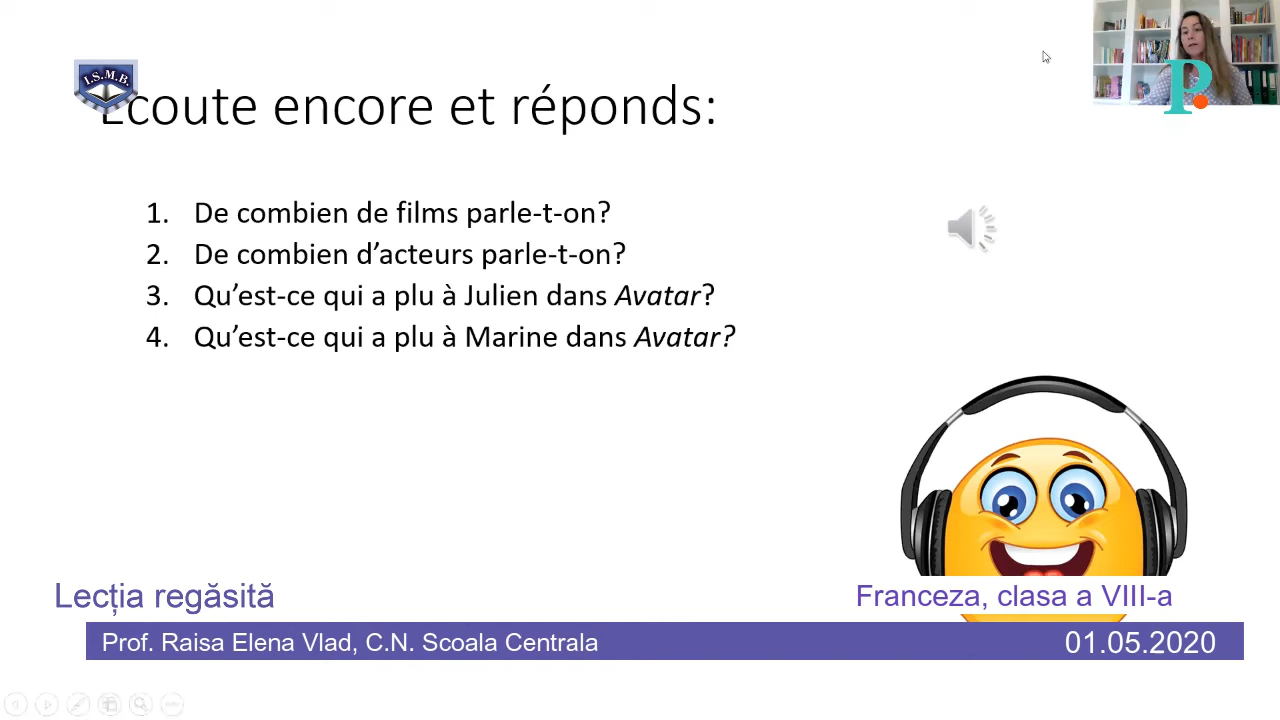 I.S.M.B.
P.
Ecoute encore et réponds:
1. De combien de films parle-t-on?
2. De combien d’acteurs parle-t-on?
3. Qu’est-ce qui a plu à Julien dans Avatar?
4. Qu’est-ce qui a plu à Marine dans Avatar?
Lecția regăsită
Franceza, clasa a VIII-a
Prof. Raisa Elena Vlad, C.N. Scoala Centrala
01.05.2020